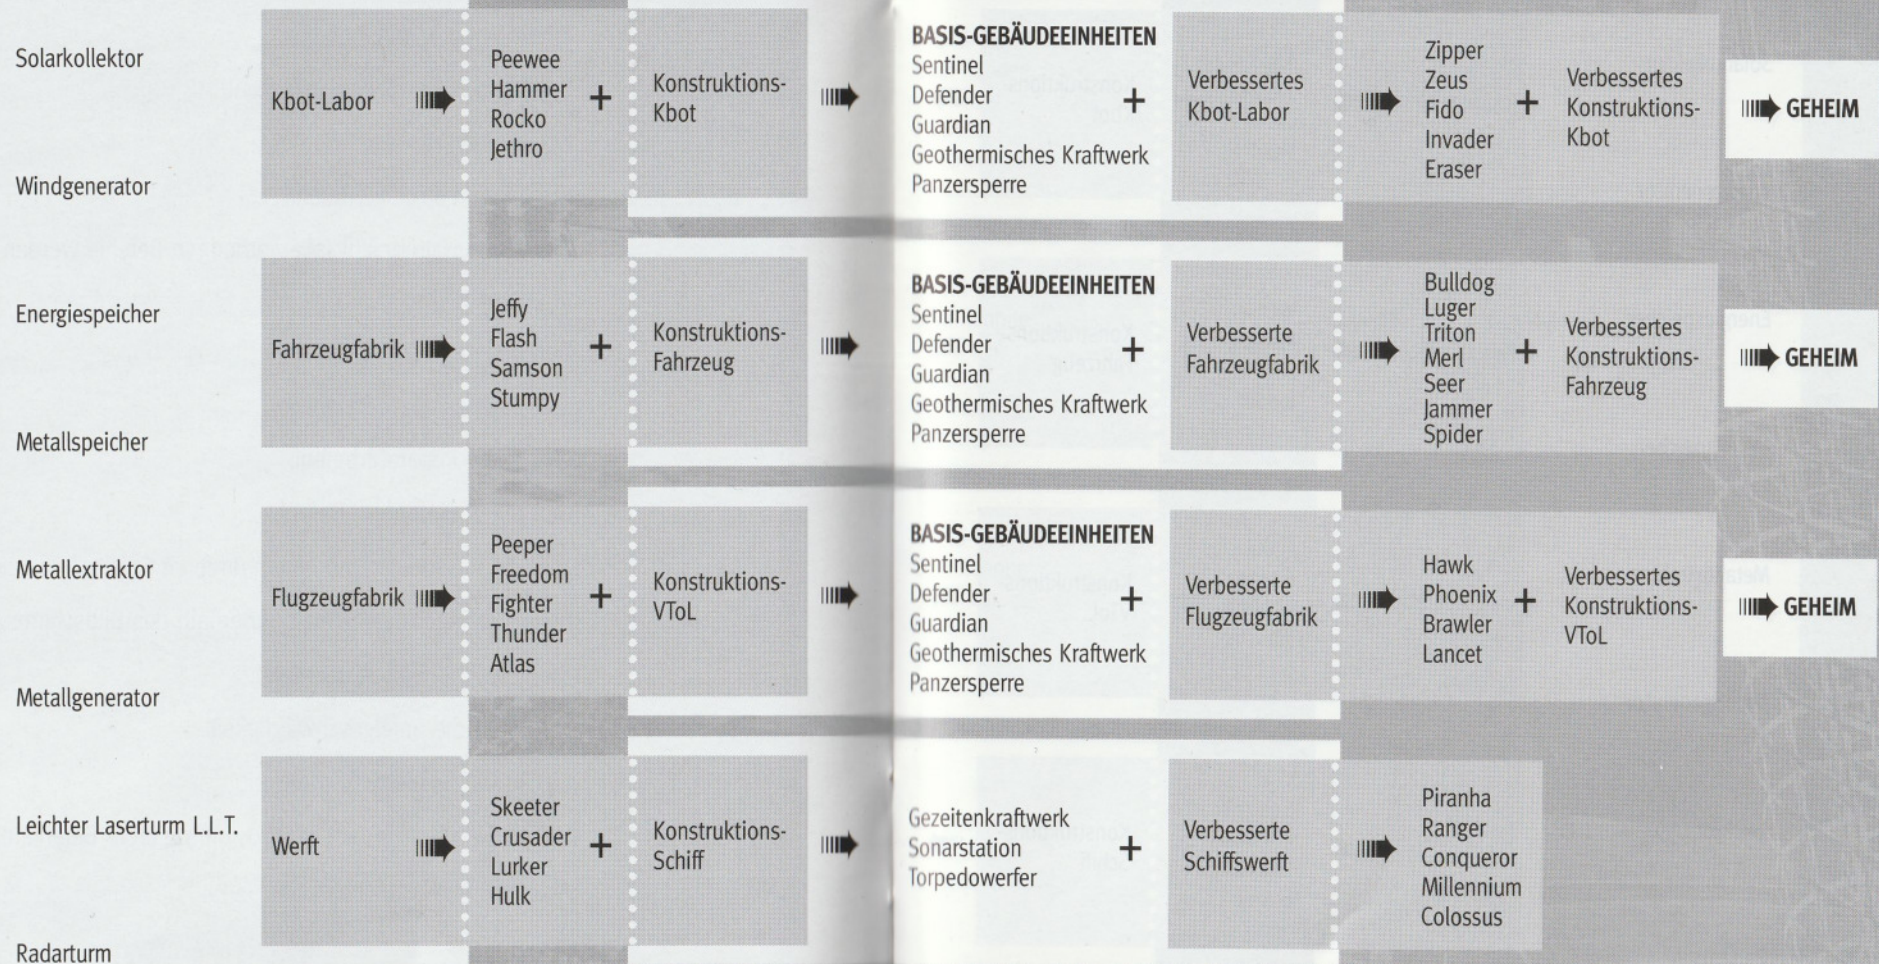 Solarkollektor
Windgenerator
Energiespeicher
Metallspeicher
Metallextraktor
Metallgenerator
Leichter Laserturm L.L.T.
Radarturm
Kbot-Labor
Peewee
Hammer
Rocko
Jethro
+
Konstruktions-
Kbot
BASIS-GEBÄUDEEINHEITEN
Sentinel
Defender
Guardian
Geothermisches Kraftwerk
Panzersperre
+
Verbessertes
Kbot-Labor
Zipper
Zeus
Fido
Invader
Eraser
+
Verbessertes
Konstruktions-
Kbot
GEHEIM
Fahrzeugfabrik
Jeffy
Flash
Samson
Stumpy
+
Konstruktions-
Fahrzeug
BASIS-GEBÄUDEEINHEITEN
Sentinel
Defender
Guardian
Geothermisches Kraftwerk
Panzersperre
+
Verbesserte
Fahrzeugfabrik
Bulldog
Luger
Triton
Merl
Seer
Jammer
Spider
+
Verbessertes
Konstruktions-
Fahrzeug
GEHEIM
Flugzeugfabrik
Peeper
Freedom
Fighter
Thunder
Atlas
+
Konstruktions-
VToL
BASIS-GEBÄUDEEINHEITEN
Sentinel
Defender
Guardian
Geothermisches Kraftwerk
Panzersperre
+
Verbesserte
Flugzeugfabrik
Hawk
Phoenix
Brawler
Lancet
+
Verbessertes
Konstruktions-
VToL
GEHEIM
Werft
Skeeter
Crusader
Lurker
Hulk
+
Konstruktions-
Schiff
Gezeitenkraftwerk
Sonarstation
Torpedowerfer
+
Verbesserte
Schiffswerft
Piranha
Ranger
Conqueror
Millennium
Colossus